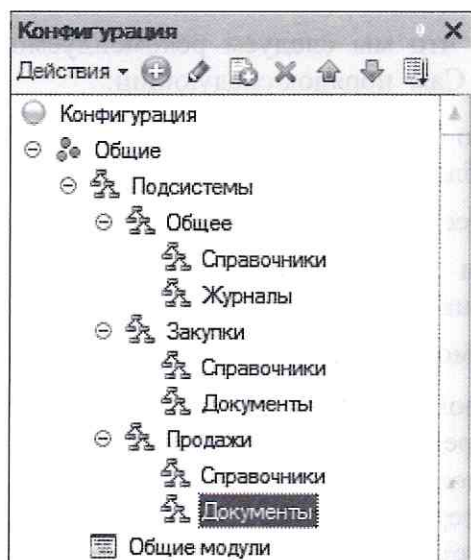 Конфигурация
Действия
Конфигурация
Общие
Подсистемы
Общее
Справочники
Журналы
Закупки
Справочники
Документы
Продажи
Справочники
Документы
Общие модули